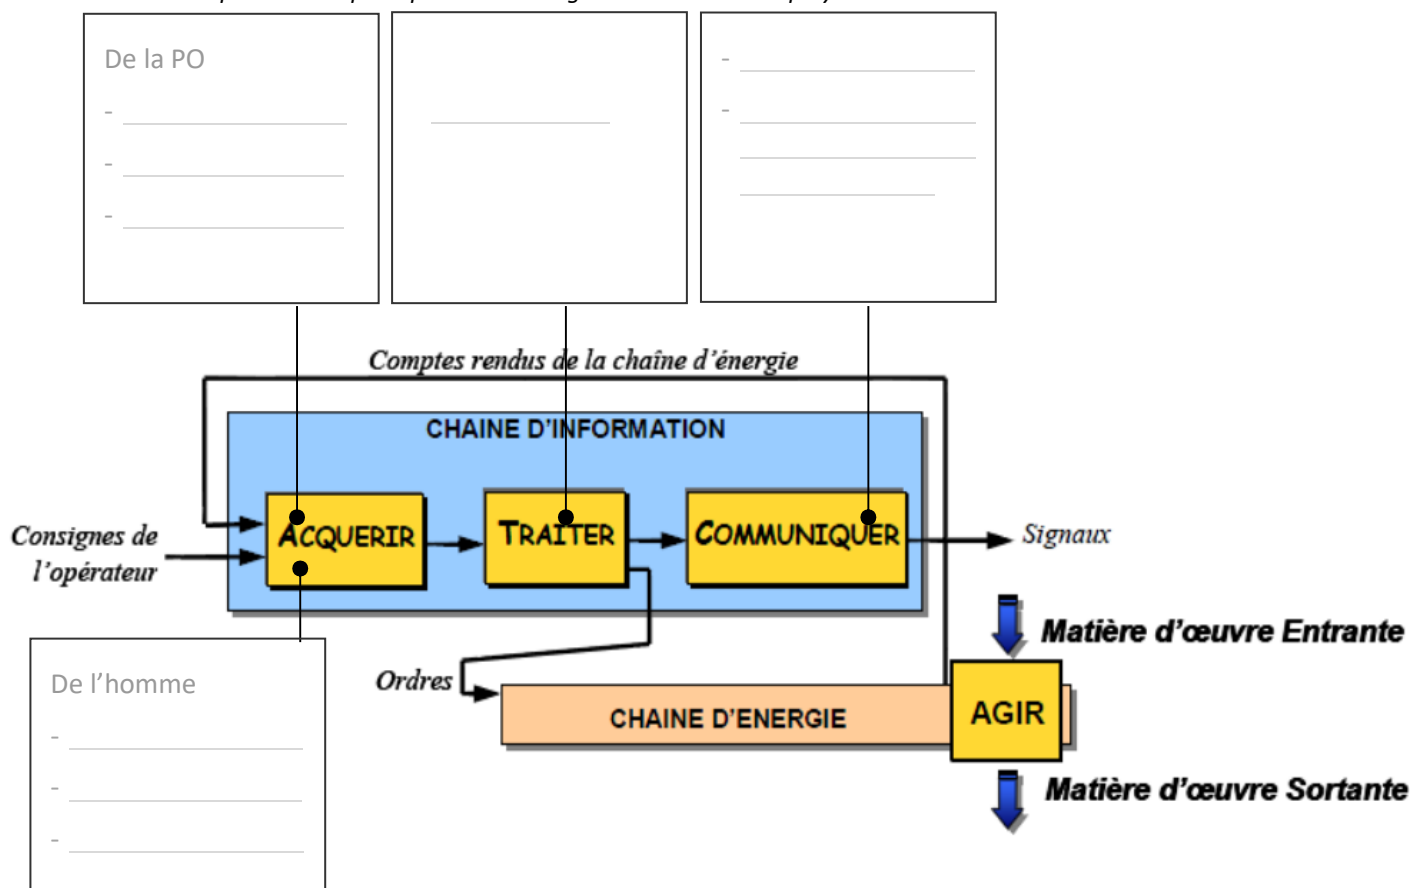 De la PO
-
-
-
-
-
Comptes rendus de la chaîne d'énergie
CHAINE D'INFORMATION
Consignes de
l'opérateur
ACQUERIR
TRAITER
COMMUNIQUER
Signaux
Matière d'œuvre Entrante
De l'homme
-
-
-
Ordres
CHAINE D'ENERGIE
AGIR
Matière d'œuvre Sortante